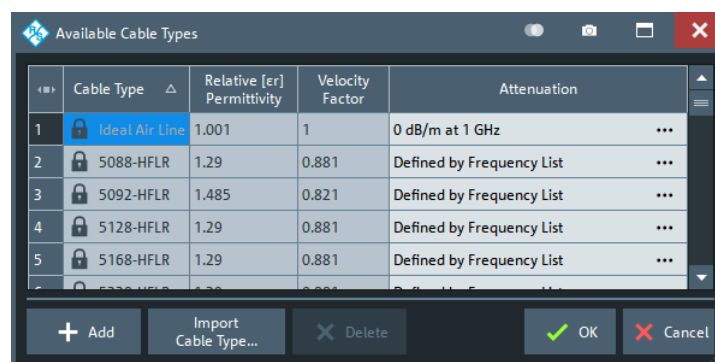 Available Cable Types
Cable Type Relative [εr] Permittivity Velocity Factor Attenuation
1 Ideal Air Line 1.001 1 0 dB/m at 1 GHz ...
2 5088-HFLR 1.29 0.881 Defined by Frequency List ...
3 5092-HFLR 1.485 0.821 Defined by Frequency List ...
4 5128-HFLR 1.29 0.881 Defined by Frequency List ...
5 5168-HFLR 1.29 0.881 Defined by Frequency List ...
Add Import Cable Type... Delete OK Cancel